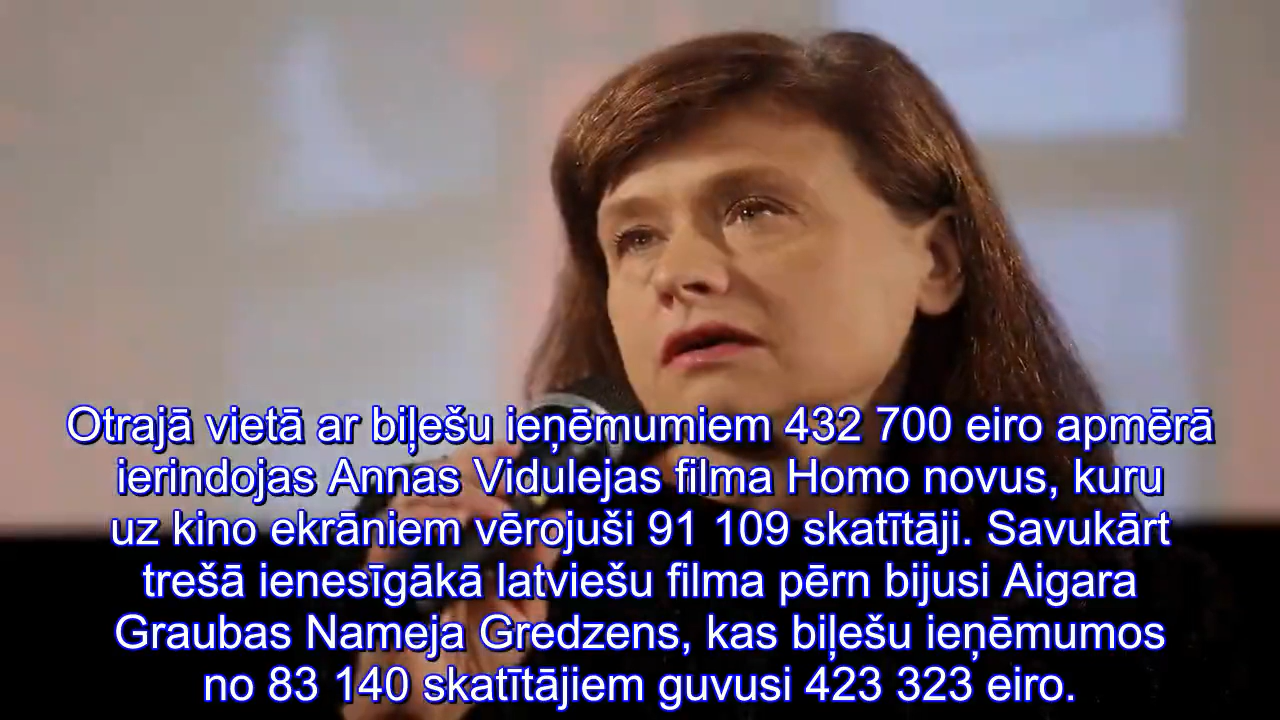 Otrajā vietā ar biļešu ieņēmumiem 432 700 eiro apmērā
ierindojas Annas Vidulejas filma Homo novus, kuru
uz kino ekrāniem vērojuši 91 109 skatītāji. Savukārt
trešā ienesīgākā latviešu filma pērn bijusi Aigara
Graubas Nameja Gredzens, kas biļešu ieņēmumos
no 83 140 skatītājiem guvusi 423 323 eiro.